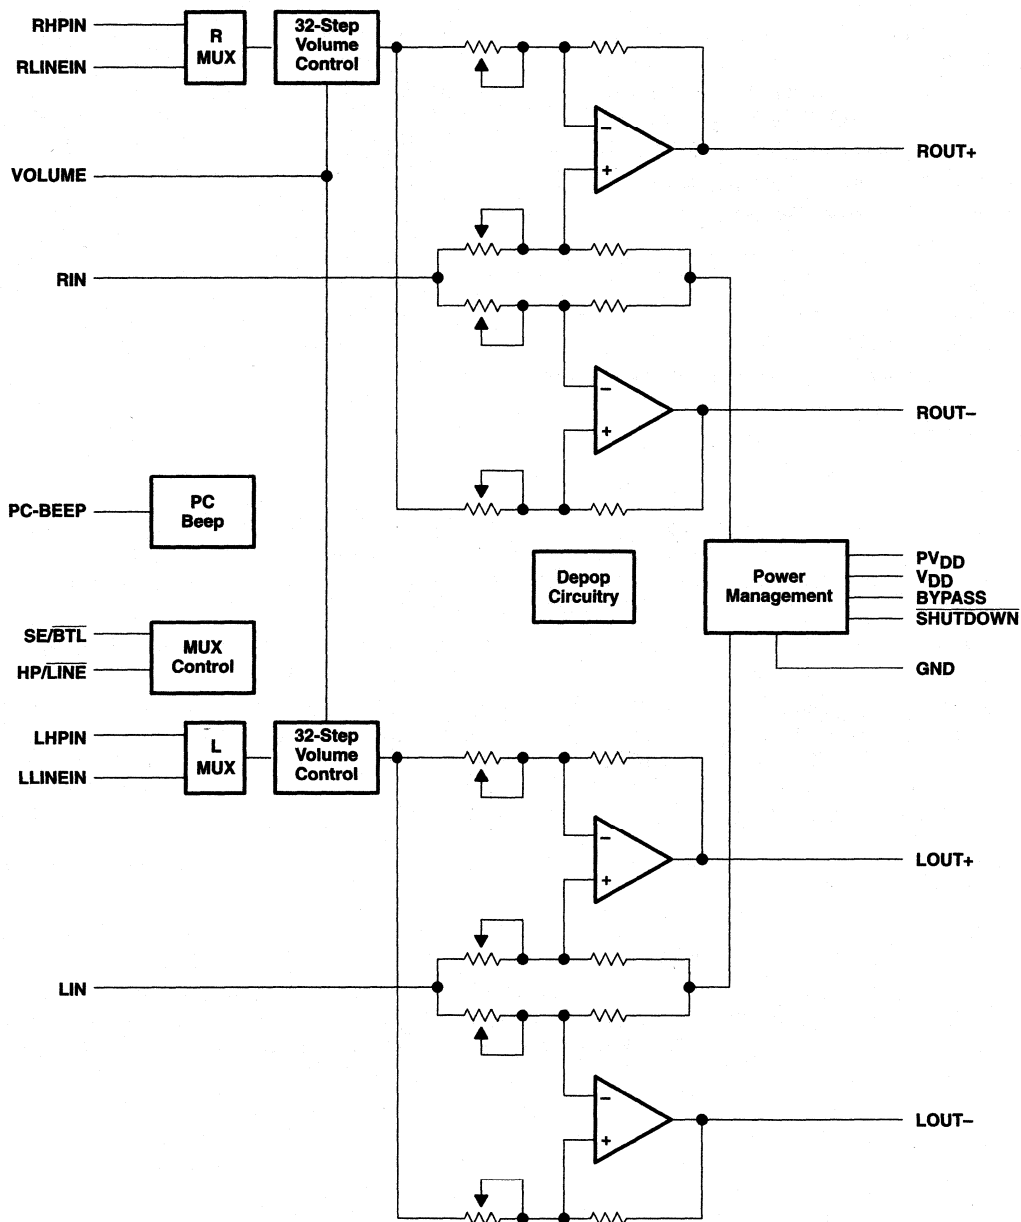 RHPIN
RLINEIN
R
MUX
32-Step
Volume
Control
−
+
ROUT+
VOLUME
RIN
−
+
ROUT−
PC-BEEP
PC
Beep
Depop
Circuitry
Power
Management
PVDD
VDD
BYPASS
SHUTDOWN
GND
SE/BTL
HP/LINE
MUX
Control
LHPIN
LLINEIN
L
MUX
32-Step
Volume
Control
−
+
LOUT+
LIN
−
+
LOUT−